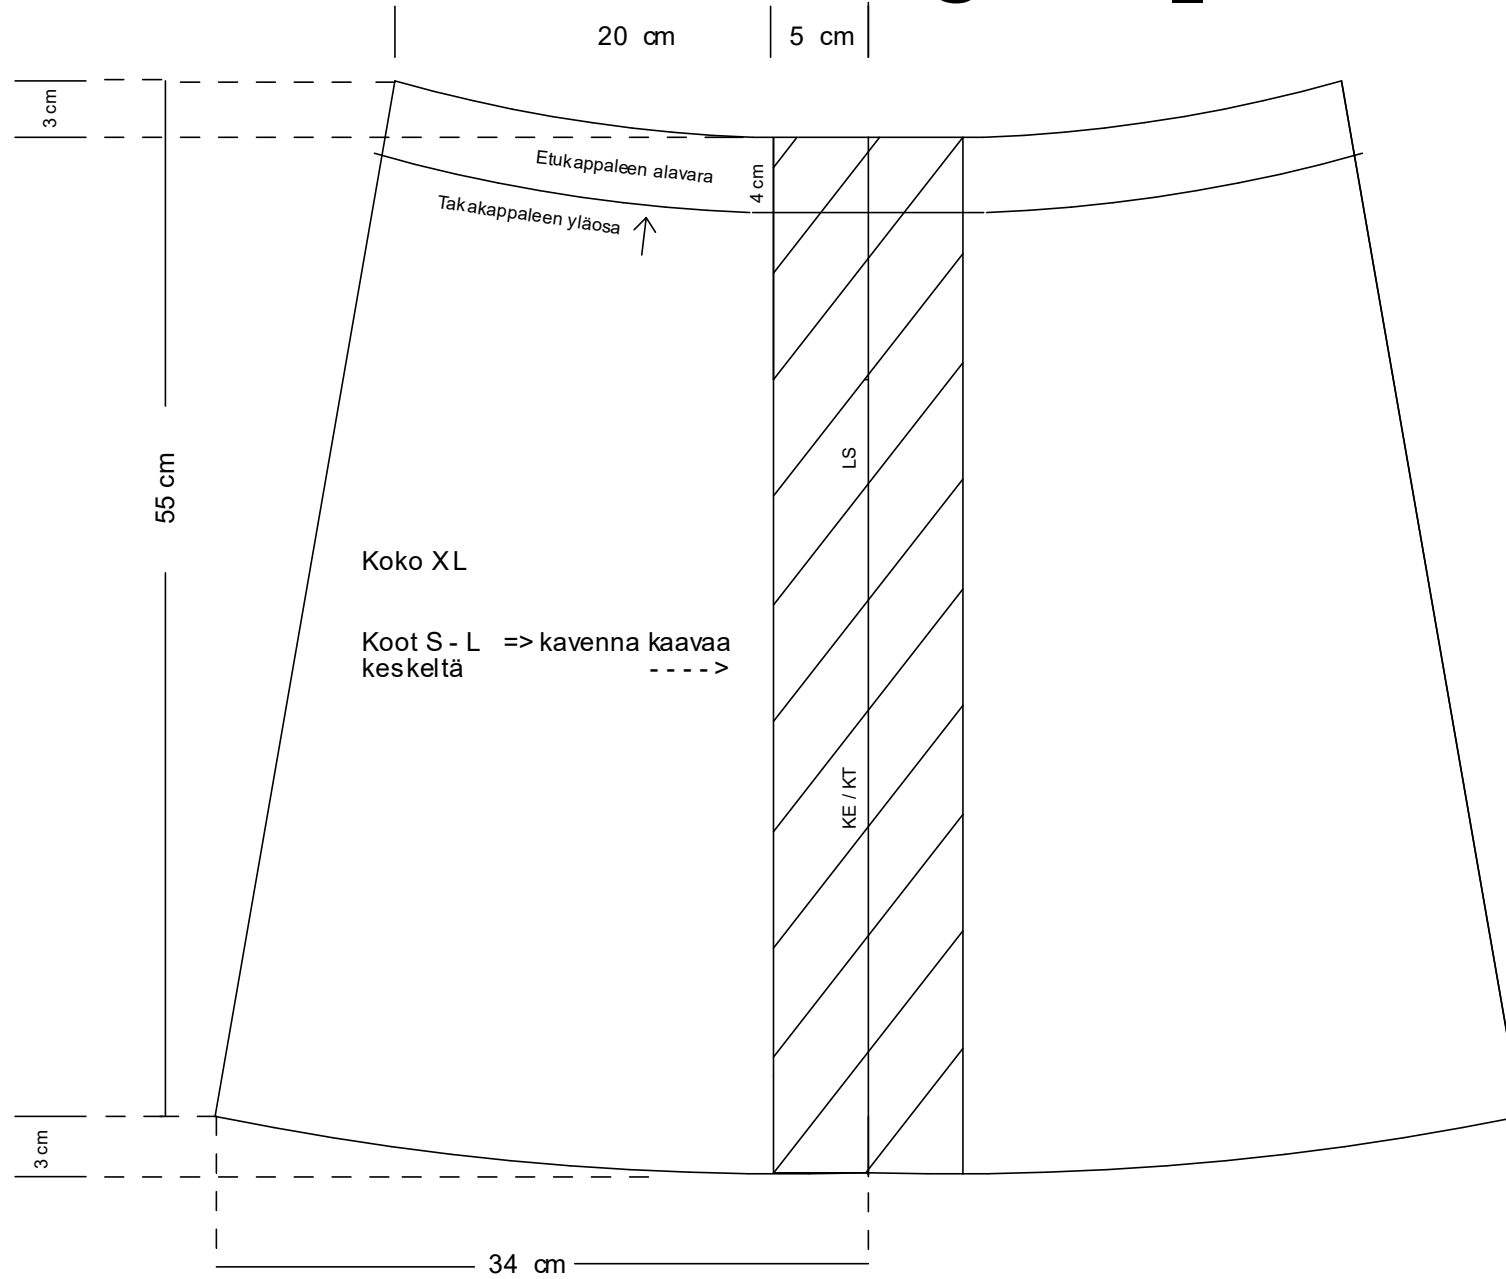 20 cm
5 cm
3 cm
Etukappaleen alavara
4 cm
Takakappaleen yläosa
LS
55 cm
Koko XL
Koot S - L => kavenna kaavaa
keskeltä - - - - >
KE / KT
3 cm
34 cm